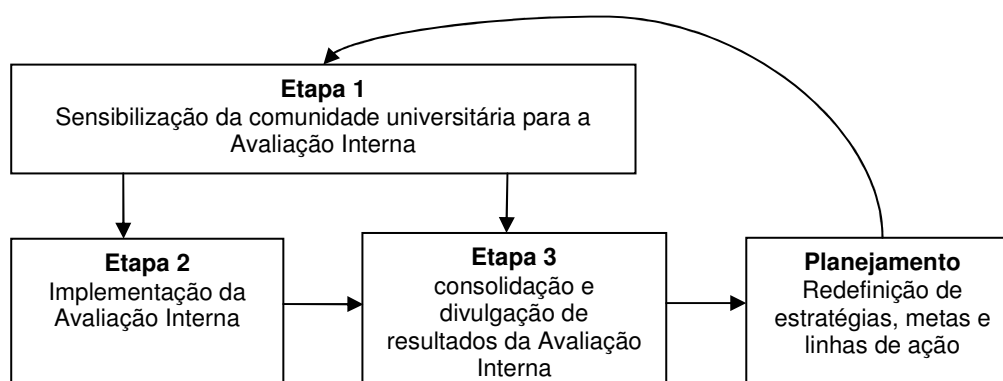 Etapa 1
Sensibilização da comunidade universitária para a
Avaliação Interna
Etapa 2
Implementação da
Avaliação Interna
Etapa 3
consolidação e
divulgação de
resultados da Avaliação
Interna
Planejamento
Redefinição de
estratégias, metas e
linhas de ação